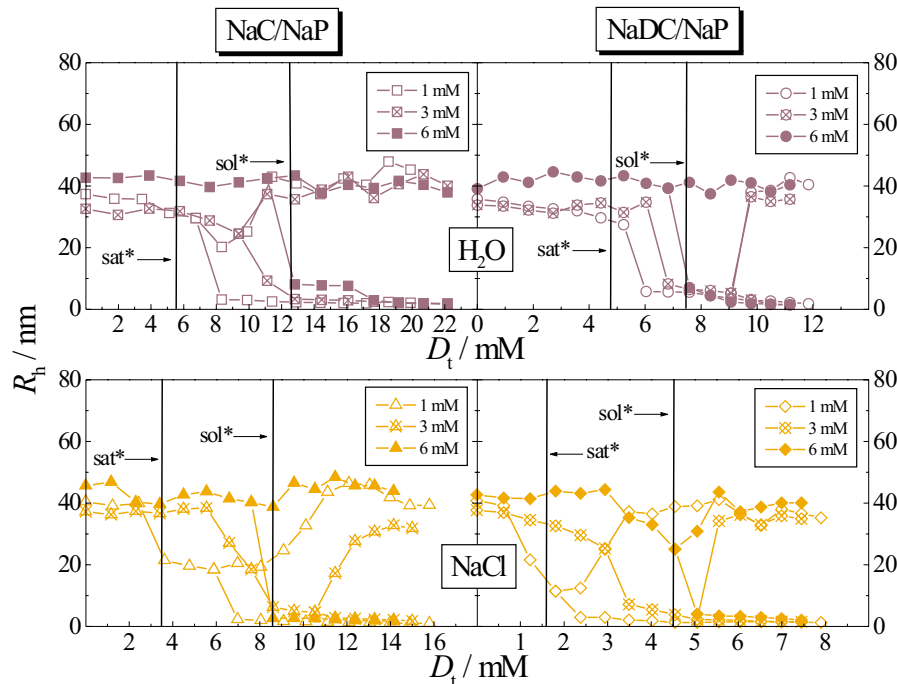 NaC/NaP
NaDC/NaP
80
60
40
20
0
1 mM
3 mM
6 mM
sol*
sat*
1 mM
3 mM
6 mM
sol*
sat*
80
60
40
20
0
H₂O
2 4 6 8 10 12 14 16 18 20 22 0 2 4 6 8 10 12
Dₜ / mM
Dₜ / mM
Rₕ / nm
80
60
40
20
0
1 mM
3 mM
6 mM
sat*
sol*
1 mM
3 mM
6 mM
sol*
sat*
80
60
40
20
0
NaCl
2 4 6 8 10 12 14 16 1 2 3 4 5 6 7 8
Dₜ / mM
Dₜ / mM